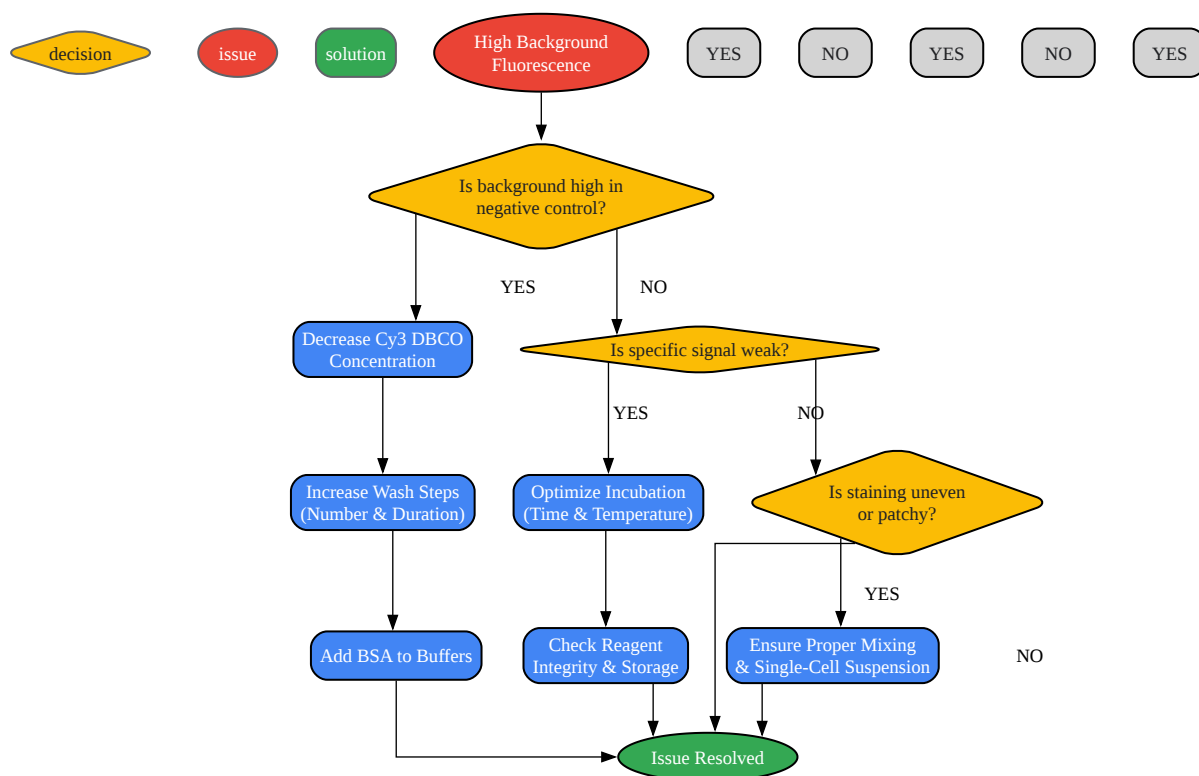 decision
issue
solution
High Background
Fluorescence
YES
NO
YES
NO
YES
Is background high in
negative control?
YES
NO
Decrease Cy3 DBCO
Concentration
Is specific signal weak?
YES
NO
Increase Wash Steps
(Number & Duration)
Optimize Incubation
(Time & Temperature)
Is staining uneven
or patchy?
YES
Add BSA to Buffers
Check Reagent
Integrity & Storage
Ensure Proper Mixing
& Single-Cell Suspension
NO
Issue Resolved